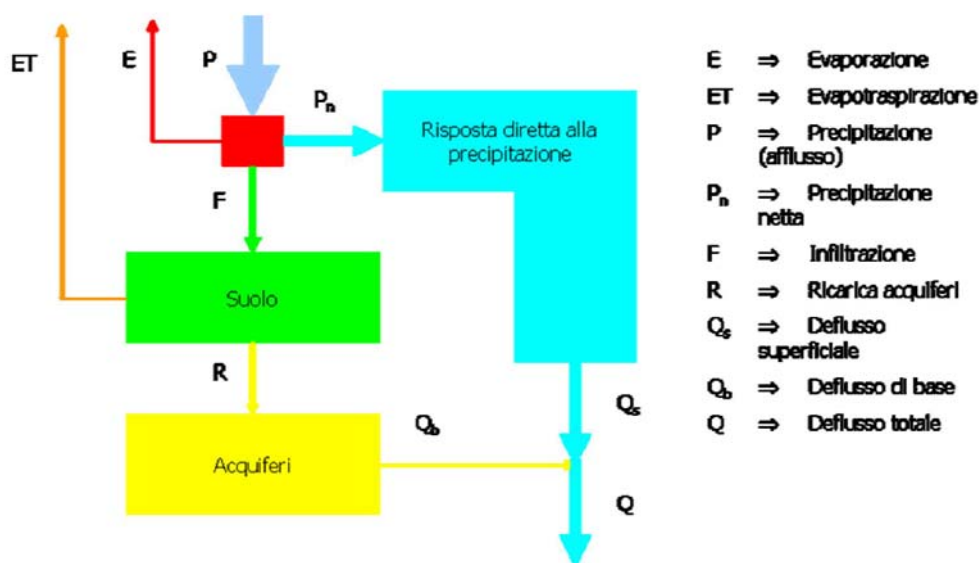 ET
E
P
Pn
Risposta diretta alla
precipitazione
F
Suolo
R
Qb
Qs
Acquiferi
Q
E ⇒ Evaporazione
ET ⇒ Evapotraspirazione
P ⇒ Precipitazione
(afflusso)
Pn ⇒ Precipitazione
netta
F ⇒ Infiltrazione
R ⇒ Ricarica acquiferi
Qs ⇒ Deflusso
superficiale
Qb ⇒ Deflusso di base
Q ⇒ Deflusso totale